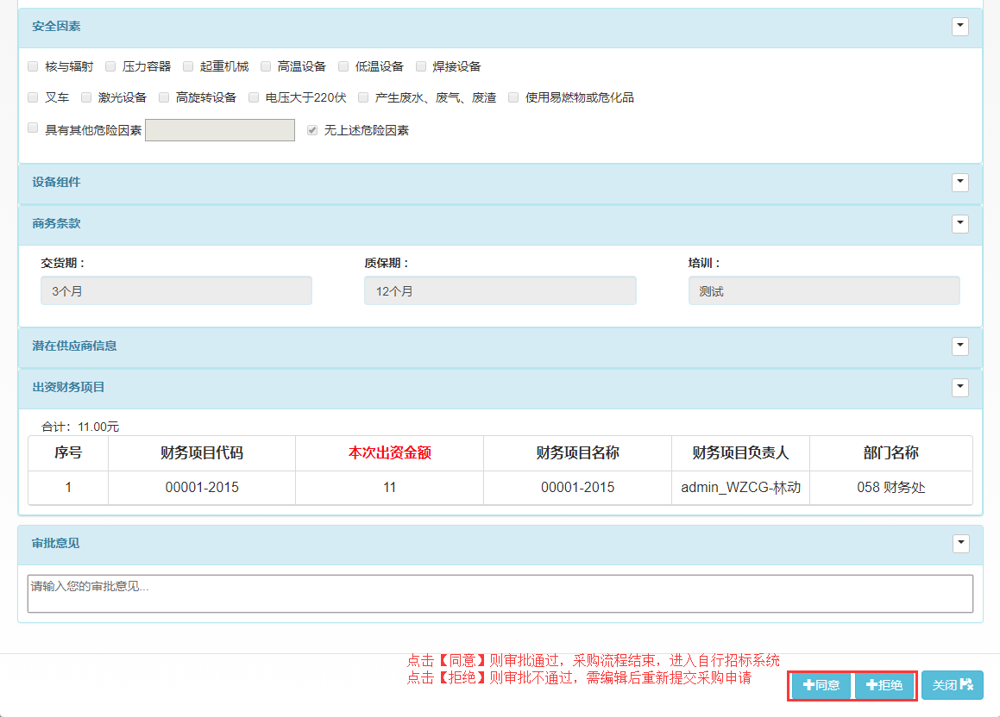 安全因素
核与辐射 压力容器 起重机械 高温设备 低温设备 焊接设备
叉车 激光设备 高旋转设备 电压大于220伏 产生废水、废气、废渣 使用易燃物或危化品
具有其他危险因素 无上述危险因素
设备组件
商务条款
交货期： 质保期： 培训：
3个月 12个月 测试
潜在供应商信息
出资财务项目
合计：11.00元
序号 财务项目代码 本次出资金额 财务项目名称 财务项目负责人 部门名称
1 00001-2015 11 00001-2015 admin_WZCG-林动 058 财务处
审批意见
请输入您的审批意见...
点击【同意】则审批通过，采购流程结束，进入自行招标系统
点击【拒绝】则审批不通过，需编辑后重新提交采购申请
同意 拒绝 关闭